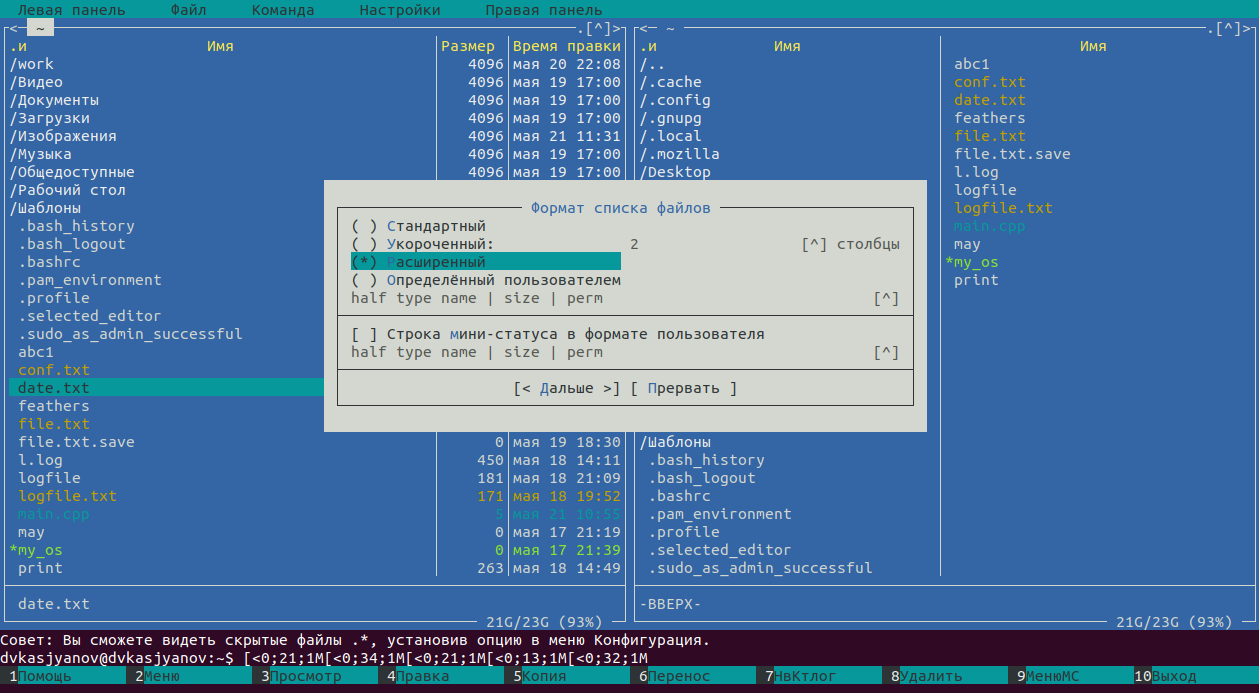 Левая панель Файл Команда Настройки Правая панель
<─ ~ .[^]> <─ ~ .[^]>
.и Имя Размер Время правки .и Имя Имя
/work 4096 мая 20 22:08 /.. abc1
/Видео 4096 мая 19 17:00 /.cache conf.txt
/Документы 4096 мая 19 17:00 /.config date.txt
/Загрузки 4096 мая 19 17:00 /.gnupg feathers
/Изображения 4096 мая 21 11:31 /.local file.txt
/Музыка 4096 мая 19 17:00 /.mozilla file.txt.save
/Общедоступные 4096 мая 19 17:00 /Desktop l.log
/Рабочий стол logfile
/Шаблоны Формат списка файлов logfile.txt
.bash_history ( ) Стандартный main.cpp
.bash_logout ( ) Укороченный: 2 [^] столбцы may
.bashrc (*) Расширенный *my_os
.pam_environment ( ) Определённый пользователем print
.profile half type name | size | perm [^]
.selected_editor
.sudo_as_admin_successful [ ] Строка мини-статуса в формате пользователя
abc1 half type name | size | perm [^]
conf.txt
date.txt [< Дальше >] [ Прервать ]
feathers
file.txt
file.txt.save 0 мая 19 18:30 /Шаблоны
l.log 450 мая 18 14:11 .bash_history
logfile 181 мая 18 21:09 .bash_logout
logfile.txt 171 мая 18 19:52 .bashrc
main.cpp 5 мая 21 10:55 .pam_environment
may 0 мая 17 21:19 .profile
*my_os 0 мая 17 21:39 .selected_editor
print 263 мая 18 14:49 .sudo_as_admin_successful
date.txt -ВВЕРХ-
21G/23G (93%) 21G/23G (93%)
Совет: Вы сможете видеть скрытые файлы .*, установив опцию в меню Конфигурация.
dvkasjyanov@dvkasjyanov:~$ [<0;21;1M[<0;34;1M[<0;21;1M[<0;13;1M[<0;32;1M
1Помощь 2Меню 3Просмотр 4Правка 5Копия 6Перенос 7НвКтлог 8Удалить 9МенюМС 10Выход